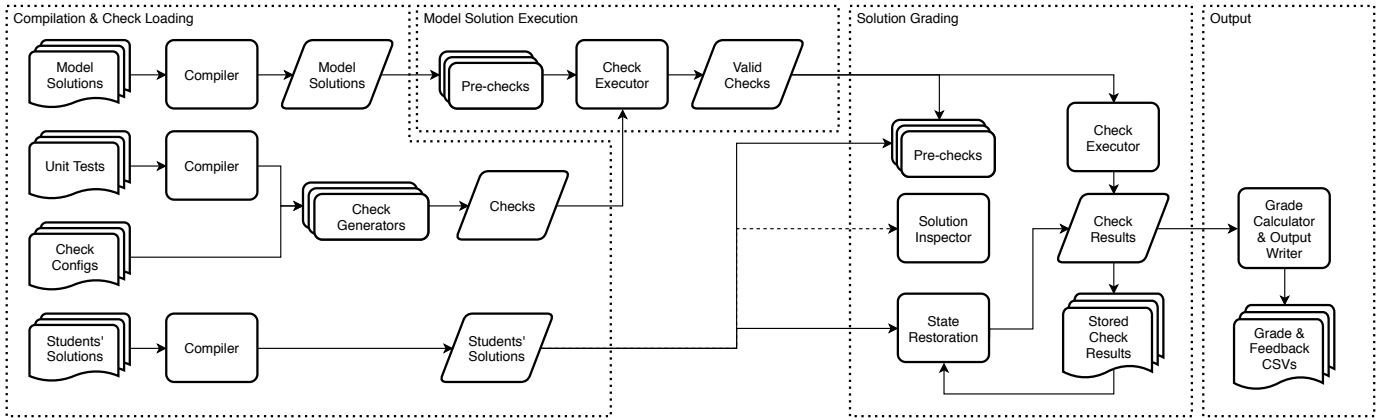 Compilation & Check Loading
Model Solution Execution
Solution Grading
Output
Model
Solutions
Compiler
Model
Solutions
Pre-checks
Check
Executor
Valid
Checks
Unit Tests
Compiler
Check
Configs
Check
Generators
Checks
Students'
Solutions
Compiler
Students'
Solutions
Pre-checks
Check
Executor
Solution
Inspector
Check
Results
State
Restoration
Stored
Check
Results
Grade
Calculator
& Output
Writer
Grade &
Feedback
CSVs